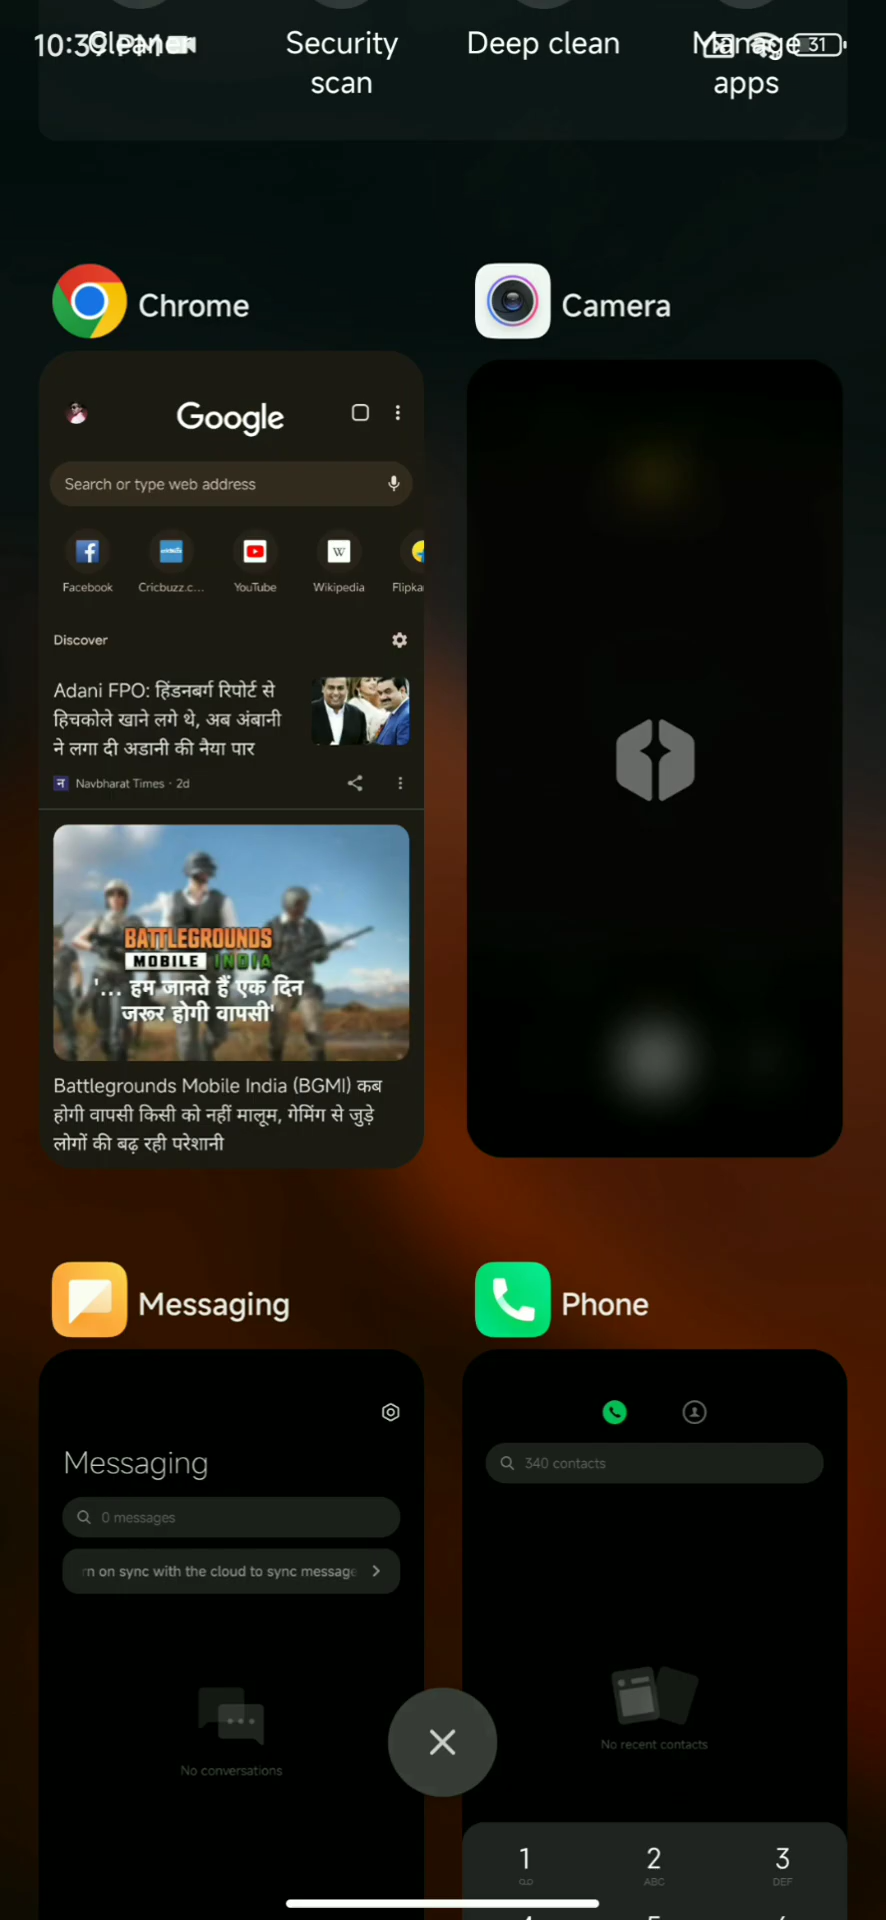 10:39 PM
31
Cleaner
Security
scan
Deep clean
Manage
apps
Chrome
Camera
Google
Search or type web address
Facebook
Cricbuzz.c...
YouTube
W
Wikipedia
Flipka
Discover
Adani FPO: हिंडनबर्ग रिपोर्ट से
हिचकोले खाने लगे थे, अब अंबानी
ने लगा दी अडानी की नैया पार
न Navbharat Times · 2d
BATTLEGROUNDS
MOBILE INDIA
'... हम जानते हैं एक दिन
जरूर होगी वापसी'
Battlegrounds Mobile India (BGMI) कब
होगी वापसी किसी को नहीं मालूम, गेमिंग से जुड़े
लोगों की बढ़ रही परेशानी
Messaging
Phone
Messaging
0 messages
rn on sync with the cloud to sync message
No conversations
340 contacts
No recent contacts
1
2
ABC
3
DEF